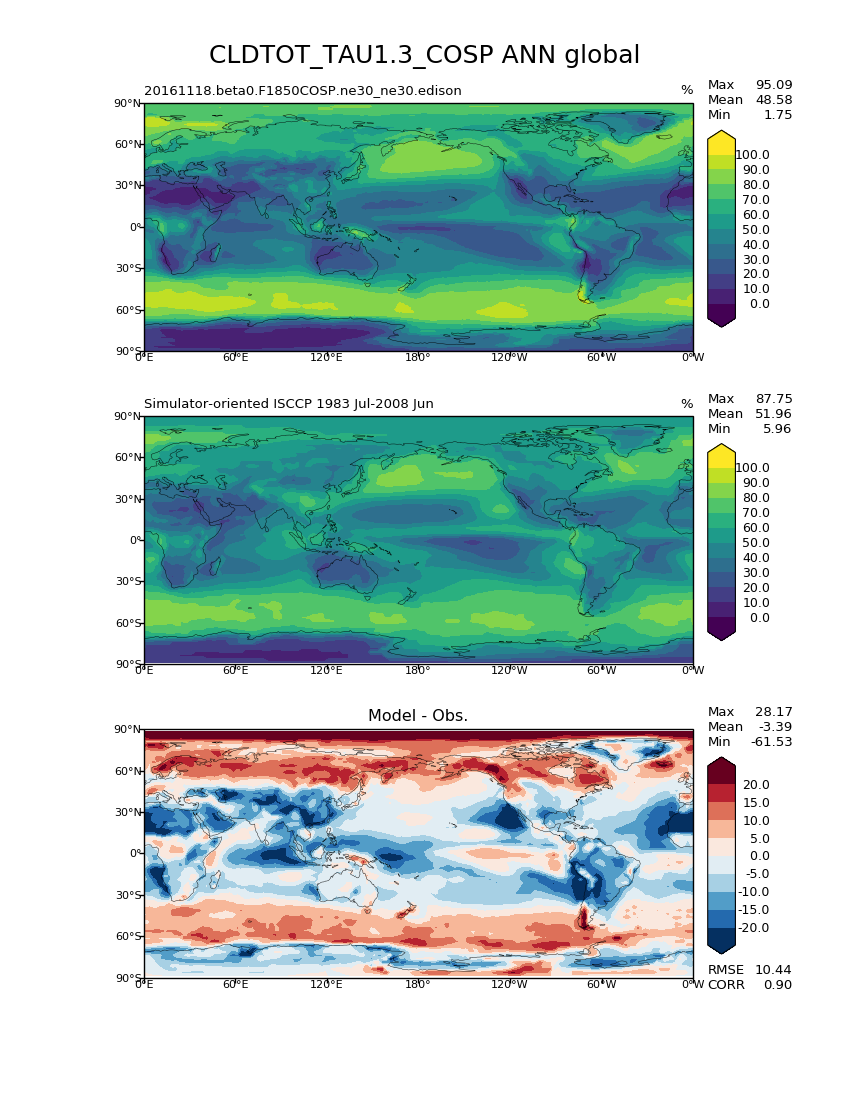 CLDTOT_TAU1.3_COSP ANN global
20161118.beta0.F1850COSP.ne30_ne30.edison %
Max 95.09
Mean 48.58
Min 1.75
90°N
60°N
30°N
0°
30°S
60°S
90°S
0°E 60°E 120°E 180° 120°W 60°W 0°W
100.0
90.0
80.0
70.0
60.0
50.0
40.0
30.0
20.0
10.0
0.0
Simulator-oriented ISCCP 1983 Jul-2008 Jun %
Max 87.75
Mean 51.96
Min 5.96
90°N
60°N
30°N
0°
30°S
60°S
90°S
0°E 60°E 120°E 180° 120°W 60°W 0°W
100.0
90.0
80.0
70.0
60.0
50.0
40.0
30.0
20.0
10.0
0.0
Model - Obs.
Max 28.17
Mean -3.39
Min -61.53
90°N
60°N
30°N
0°
30°S
60°S
90°S
0°E 60°E 120°E 180° 120°W 60°W 0°W
20.0
15.0
10.0
5.0
0.0
-5.0
-10.0
-15.0
-20.0
RMSE 10.44
CORR 0.90